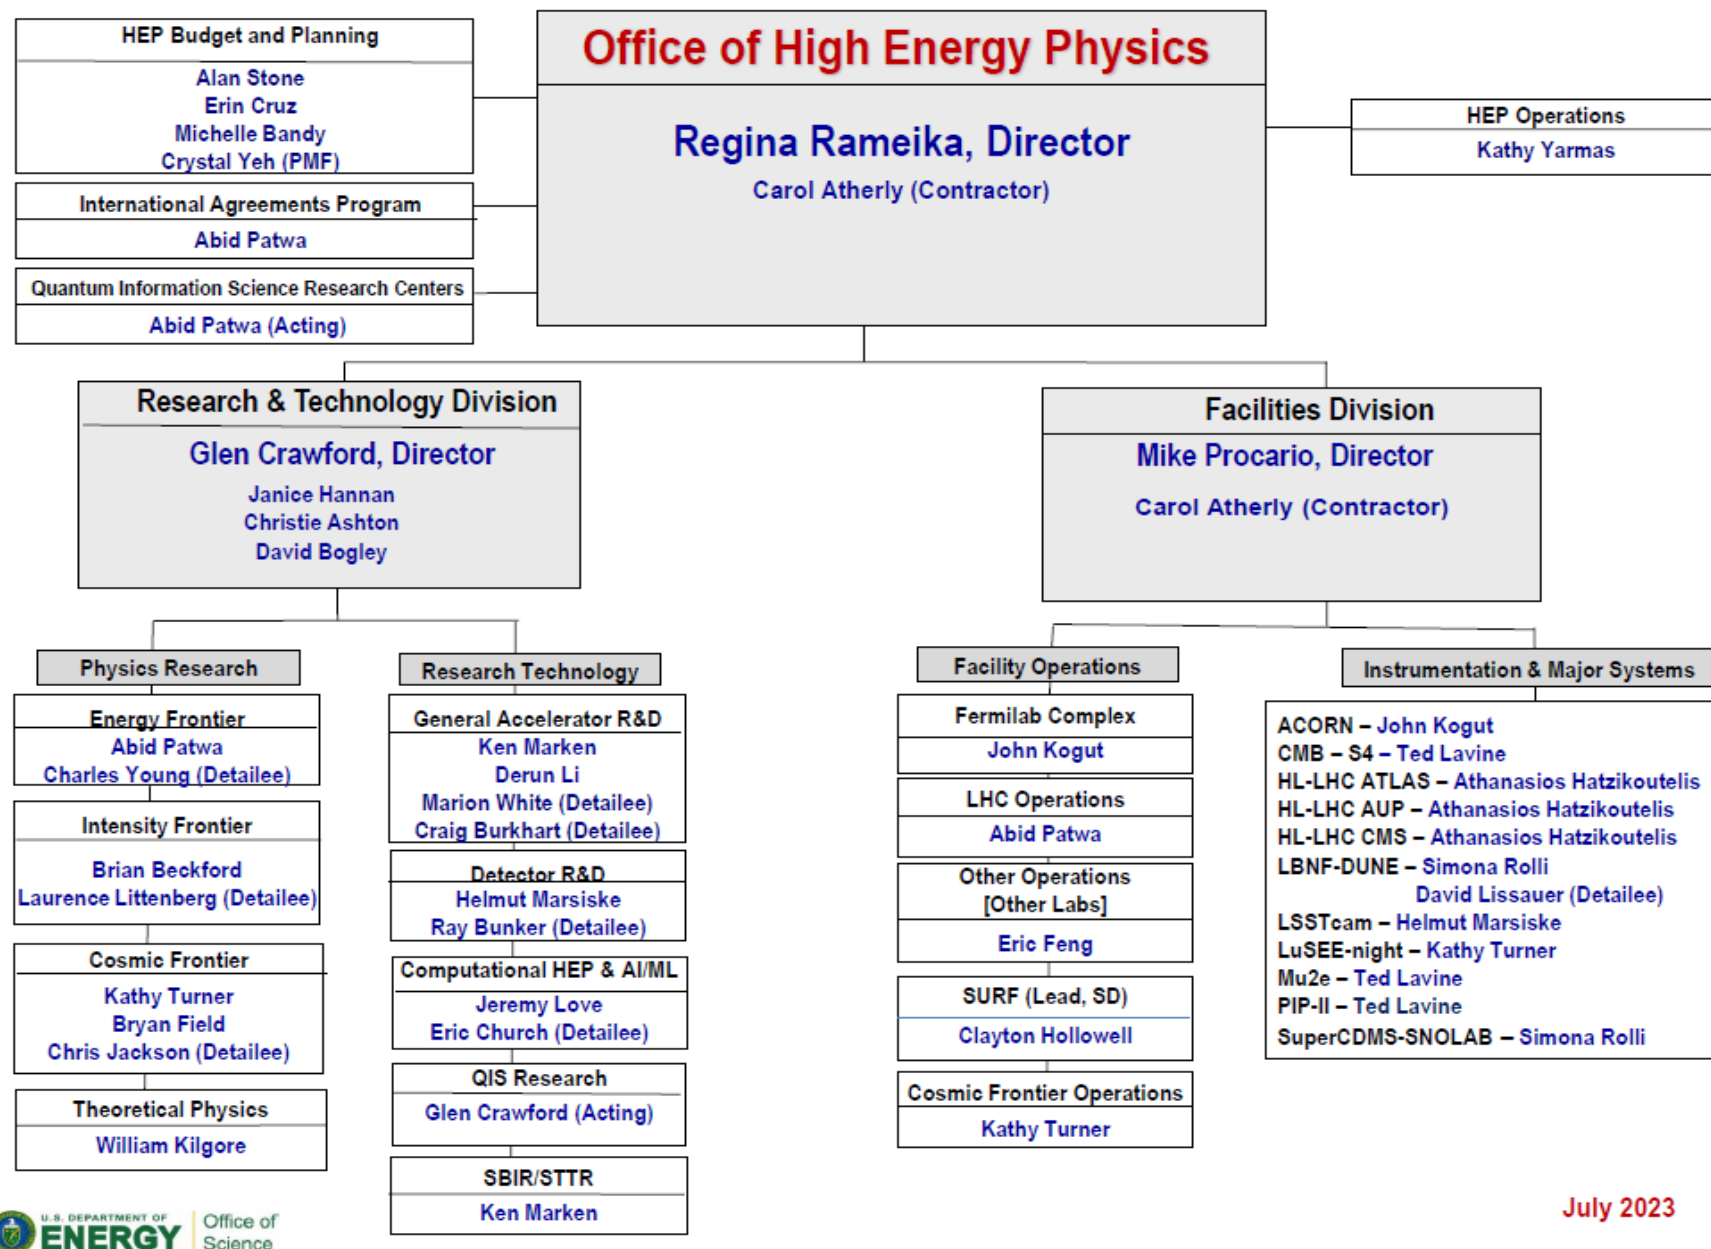 HEP Budget and Planning
Alan Stone
Erin Cruz
Michelle Bandy
Crystal Yeh (PMF)
International Agreements Program
Abid Patwa
Quantum Information Science Research Centers
Abid Patwa (Acting)
Office of High Energy Physics
Regina Rameika, Director
Carol Atherly (Contractor)
HEP Operations
Kathy Yarmas
Research & Technology Division
Glen Crawford, Director
Janice Hannan
Christie Ashton
David Bogley
Facilities Division
Mike Procario, Director
Carol Atherly (Contractor)
Physics Research
Energy Frontier
Abid Patwa
Charles Young (Detailee)
Intensity Frontier
Brian Beckford
Laurence Littenberg (Detailee)
Cosmic Frontier
Kathy Turner
Bryan Field
Chris Jackson (Detailee)
Theoretical Physics
William Kilgore
Research Technology
General Accelerator R&D
Ken Marken
Derun Li
Marion White (Detailee)
Craig Burkhart (Detailee)
Detector R&D
Helmut Marsiske
Ray Bunker (Detailee)
Computational HEP & AI/ML
Jeremy Love
Eric Church (Detailee)
QIS Research
Glen Crawford (Acting)
SBIR/STTR
Ken Marken
Facility Operations
Fermilab Complex
John Kogut
LHC Operations
Abid Patwa
Other Operations
[Other Labs]
Eric Feng
SURF (Lead, SD)
Clayton Hollowell
Cosmic Frontier Operations
Kathy Turner
Instrumentation & Major Systems
ACORN – John Kogut
CMB – S4 – Ted Lavine
HL-LHC ATLAS – Athanasios Hatzikoutelis
HL-LHC AUP – Athanasios Hatzikoutelis
HL-LHC CMS – Athanasios Hatzikoutelis
LBNF-DUNE – Simona Rolli
David Lissauer (Detailee)
LSSTcam – Helmut Marsiske
LuSEE-night – Kathy Turner
Mu2e – Ted Lavine
PIP-II – Ted Lavine
SuperCDMS-SNOLAB – Simona Rolli
U.S. DEPARTMENT OF
ENERGY
Office of
Science
July 2023